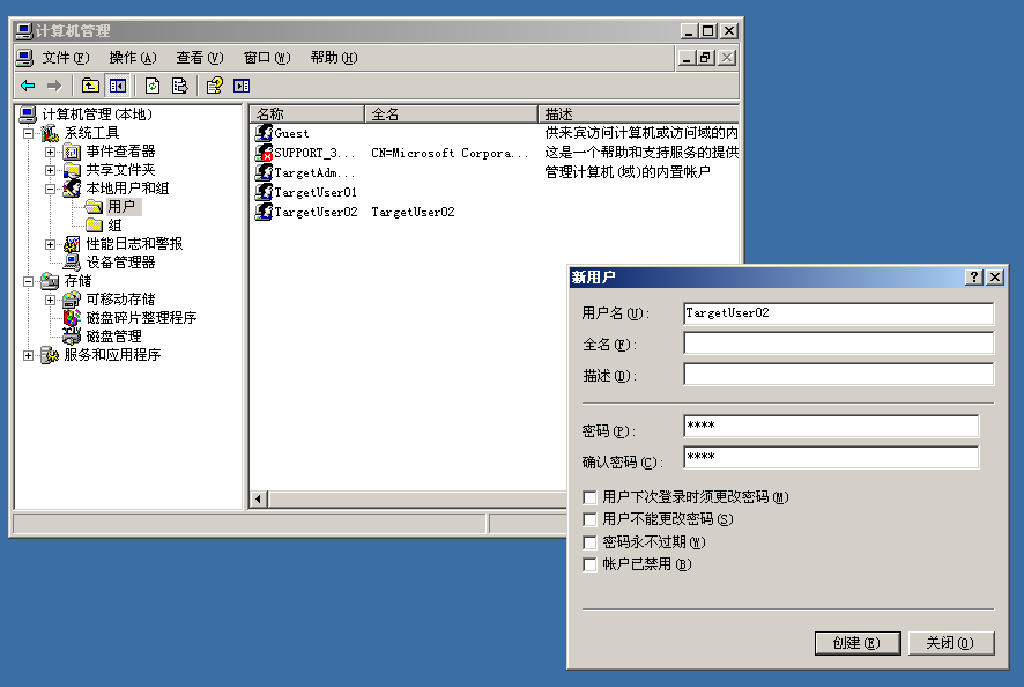 计算机管理
文件(F) 操作(A) 查看(V) 窗口(W) 帮助(H)
计算机管理(本地)
系统工具
事件查看器
共享文件夹
本地用户和组
用户
组
性能日志和警报
设备管理器
存储
可移动存储
磁盘碎片整理程序
磁盘管理
服务和应用程序
名称 全名 描述
Guest 供来宾访问计算机或访问域的内
SUPPORT_3... CN=Microsoft Corpora... 这是一个帮助和支持服务的提供
TargetAdm... 管理计算机(域)的内置帐户
TargetUser01
TargetUser02 TargetUser02
新用户
用户名(U): TargetUser02
全名(F):
描述(D):
密码(P): ****
确认密码(C): ****
用户下次登录时须更改密码(M)
用户不能更改密码(S)
密码永不过期(W)
帐户已禁用(B)
创建(E) 关闭(O)